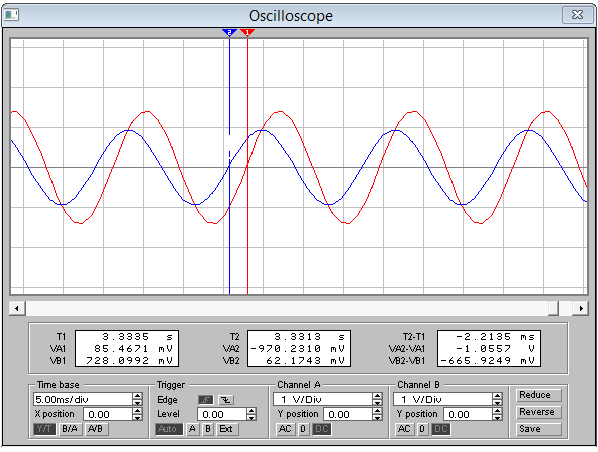 Oscilloscope
2 1
T1 3.3335 s T2 3.3313 s T2-T1 -2.2135 ms
VA1 85.4671 mV VA2 -970.2310 mV VA2-VA1 -1.0557 V
VB1 728.0992 mV VB2 62.1743 mV VB2-VB1 -665.9249 mV
Time base Trigger Channel A Channel B Reduce
5.00ms/div Edge 1 V/Div 1 V/Div
X position 0.00 Level 0.00 Y position 0.00 Y position 0.00 Reverse
Y/T B/A A/B Auto A B Ext AC 0 DC AC 0 DC Save